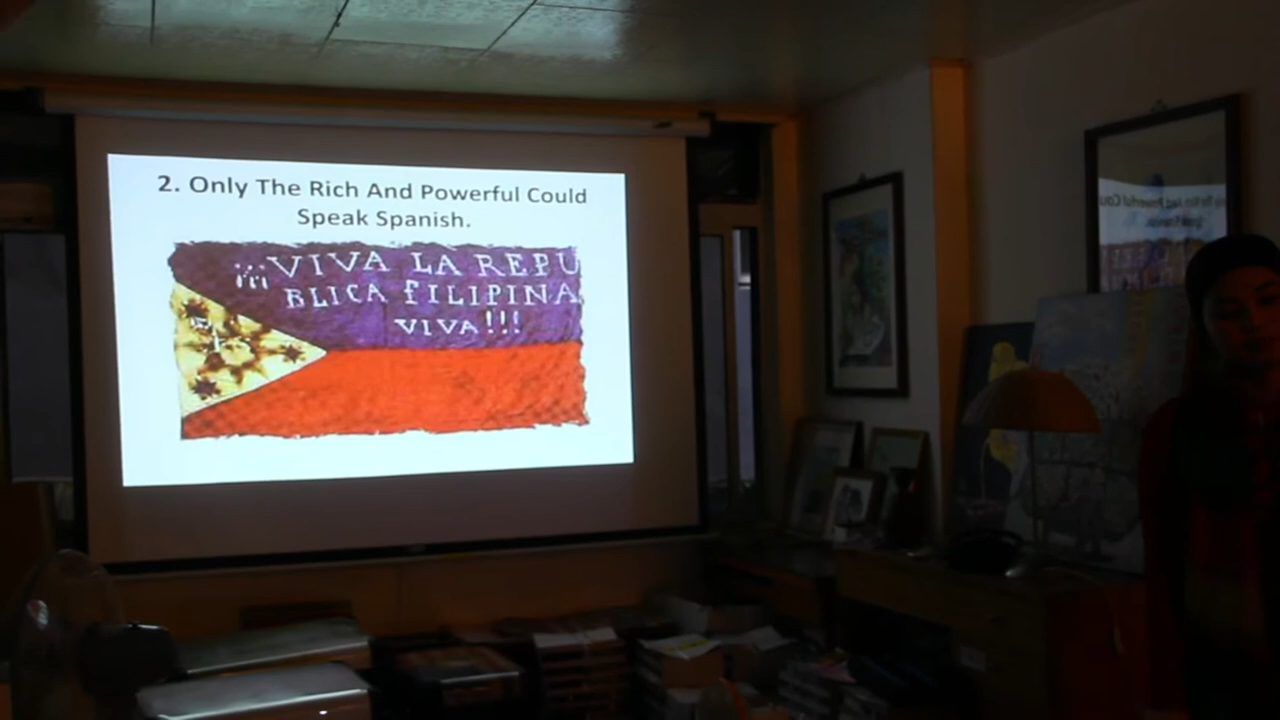 2. Only The Rich And Powerful Could
Speak Spanish.
¡¡¡VIVA LA REPU
BLICA fILIPINA
VIVA!!!